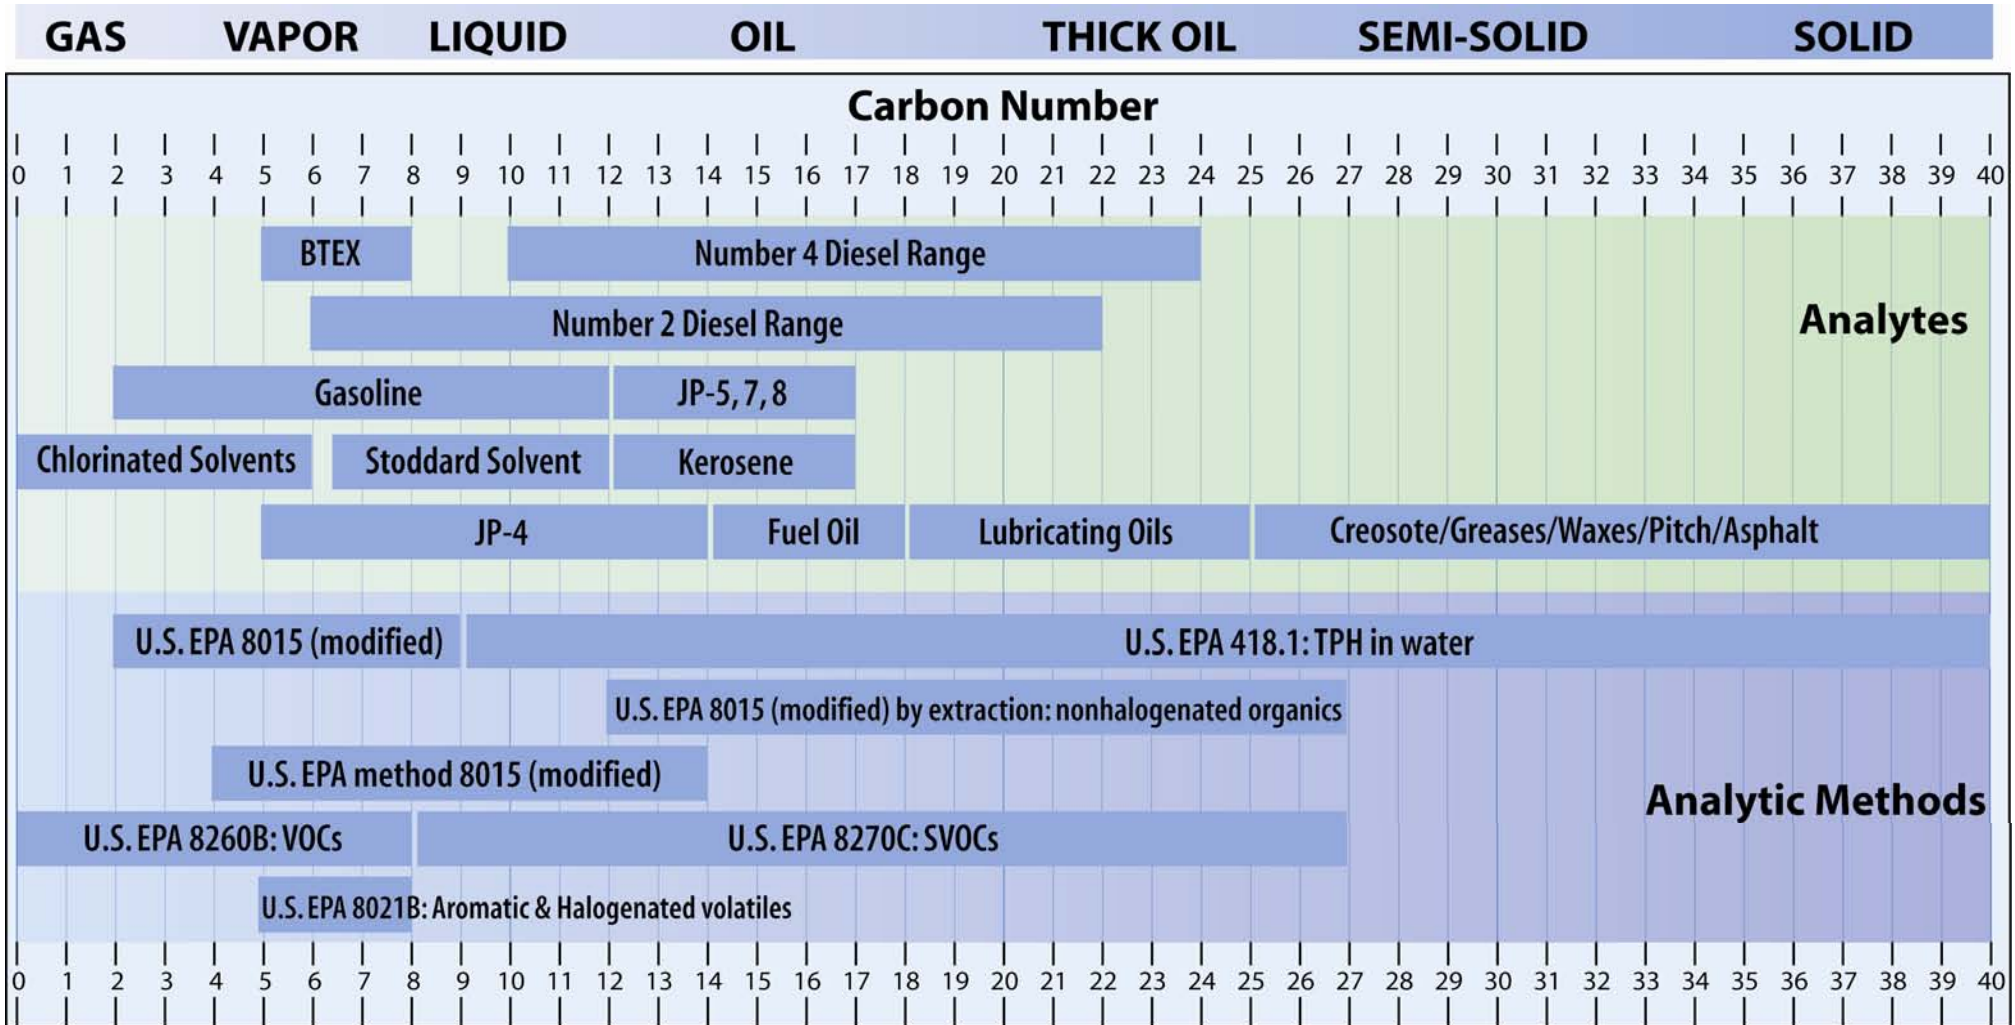 GAS VAPOR LIQUID OIL THICK OIL SEMI-SOLID SOLID
Carbon Number
0 1 2 3 4 5 6 7 8 9 10 11 12 13 14 15 16 17 18 19 20 21 22 23 24 25 26 27 28 29 30 31 32 33 34 35 36 37 38 39 40
BTEX Number 4 Diesel Range
Number 2 Diesel Range
Analytes
Gasoline JP-5, 7, 8
Chlorinated Solvents Stoddard Solvent Kerosene
JP-4 Fuel Oil Lubricating Oils Creosote/Greases/Waxes/Pitch/Asphalt
U.S. EPA 8015 (modified) U.S. EPA 418.1: TPH in water
U.S. EPA 8015 (modified) by extraction: nonhalogenated organics
U.S. EPA method 8015 (modified)
Analytic Methods
U.S. EPA 8260B: VOCs U.S. EPA 8270C: SVOCs
U.S. EPA 8021B: Aromatic & Halogenated volatiles
0 1 2 3 4 5 6 7 8 9 10 11 12 13 14 15 16 17 18 19 20 21 22 23 24 25 26 27 28 29 30 31 32 33 34 35 36 37 38 39 40